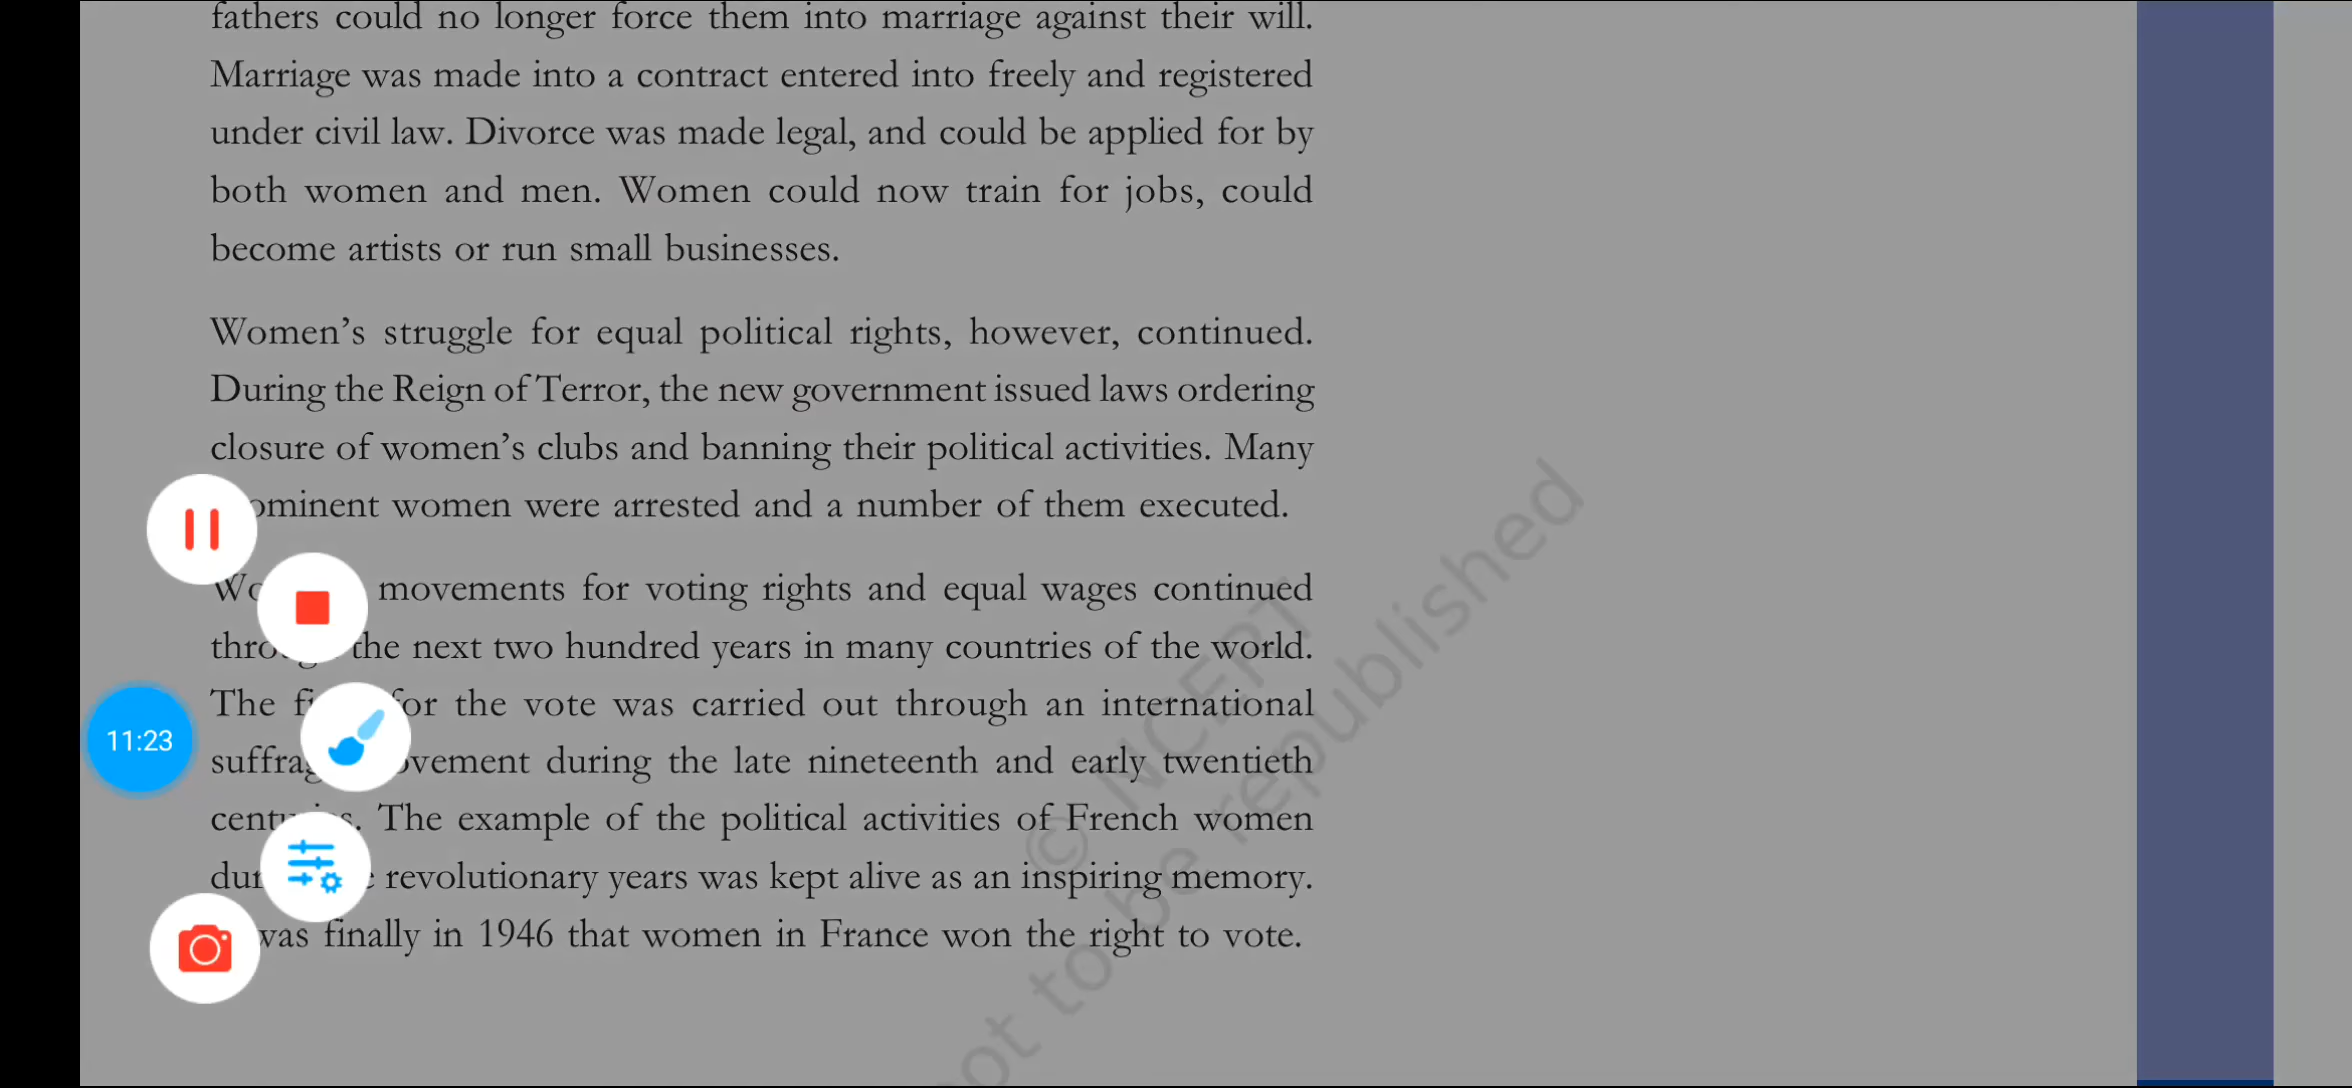 fathers could no longer force them into marriage against their will.
Marriage was made into a contract entered into freely and registered
under civil law. Divorce was made legal, and could be applied for by
both women and men. Women could now train for jobs, could
become artists or run small businesses.
Women’s struggle for equal political rights, however, continued.
During the Reign of Terror, the new government issued laws ordering
closure of women’s clubs and banning their political activities. Many
ominent women were arrested and a number of them executed.
movements for voting rights and equal wages continued
the next two hundred years in many countries of the world.
The for the vote was carried out through an international
during the late nineteenth and early twentieth
The example of the political activities of French women
revolutionary years was kept alive as an inspiring memory.
was finally in 1946 that women in France won the right to vote.
11:23
© NCERT
not to be republished